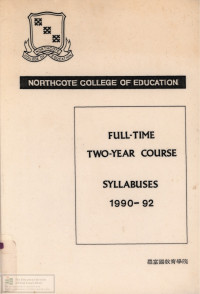 NORTHCOTE COLLEGE OF EDUCATION
FULL-TIME
TWO-YEAR COURSE
SYLLABUSES
1990-92
羅富國教育學院